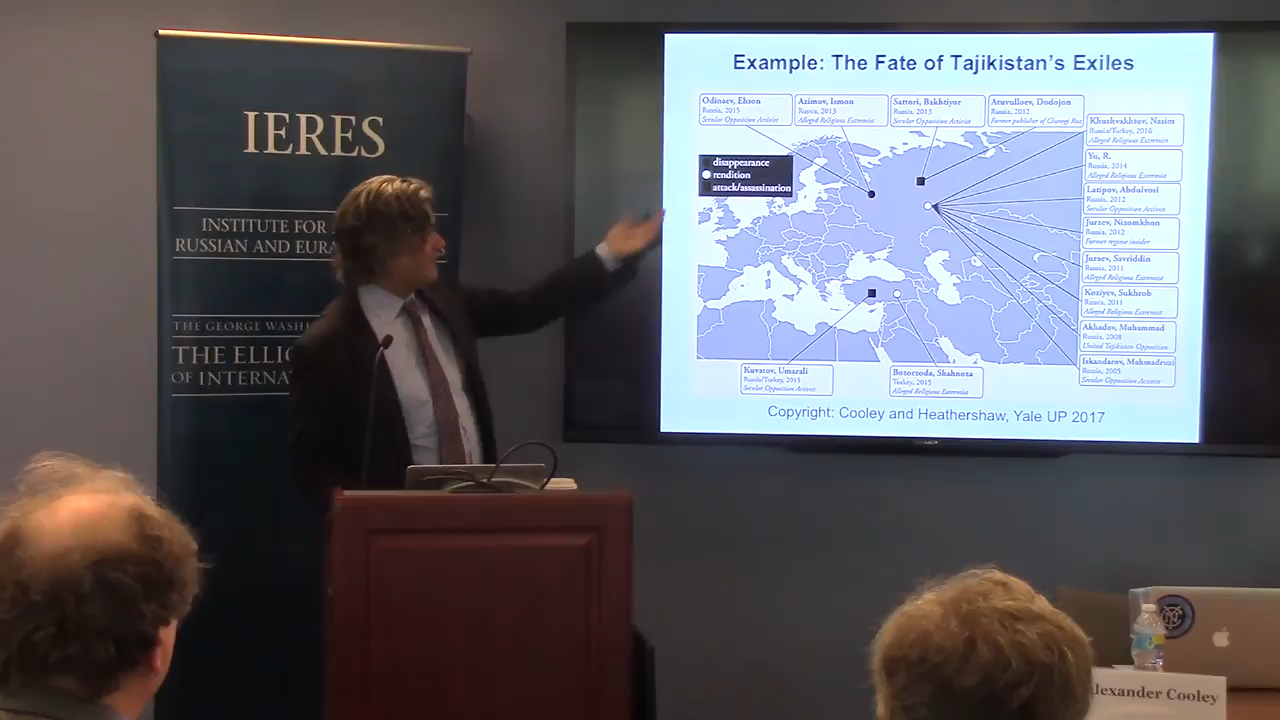 IERES
INSTITUTE FOR
RUSSIAN AND EURA
S
THE GEORGE WASH
THE ELLIO
OF INTERNA
Example: The Fate of Tajikistan's Exiles
Odinaev, Ehson
Russia, 2015
Secular Opposition Activist
Azimov, Ismon
Russia, 2013
Alleged Religious Extremist
Sattori, Bakhtiyor
Russia, 2013
Secular Opposition Activist
Atuvulloev, Dodojon
Russia, 2012
Former publisher of Charogi Ruz
Khushvakhtov, Nasim
Russia/Turkey, 2016
Alleged Religious Extremist
Yu, R.
Russia, 2014
Alleged Religious Extremist
Latipov, Abdulvosi
Russia, 2012
Secular Opposition Activist
Juraev, Nizomkhon
Russia, 2012
Former regime insider
Juraev, Savriddin
Russia, 2011
Alleged Religious Extremist
Koziyev, Sukhrob
Russia, 2011
Alleged Religious Extremist
Akhadov, Muhammad
Russia, 2008
United Tajikistan Opposition
Iskandarov, Mahmadruzi
Russia, 2005
Secular Opposition Activist
disappearance
rendition
attack/assassination
Kuvatov, Umarali
Russia/Turkey, 2015
Secular Opposition Activist
Bozorzoda, Shahnoza
Turkey, 2015
Alleged Religious Extremist
Copyright: Cooley and Heathershaw, Yale UP 2017
Alexander Cooley